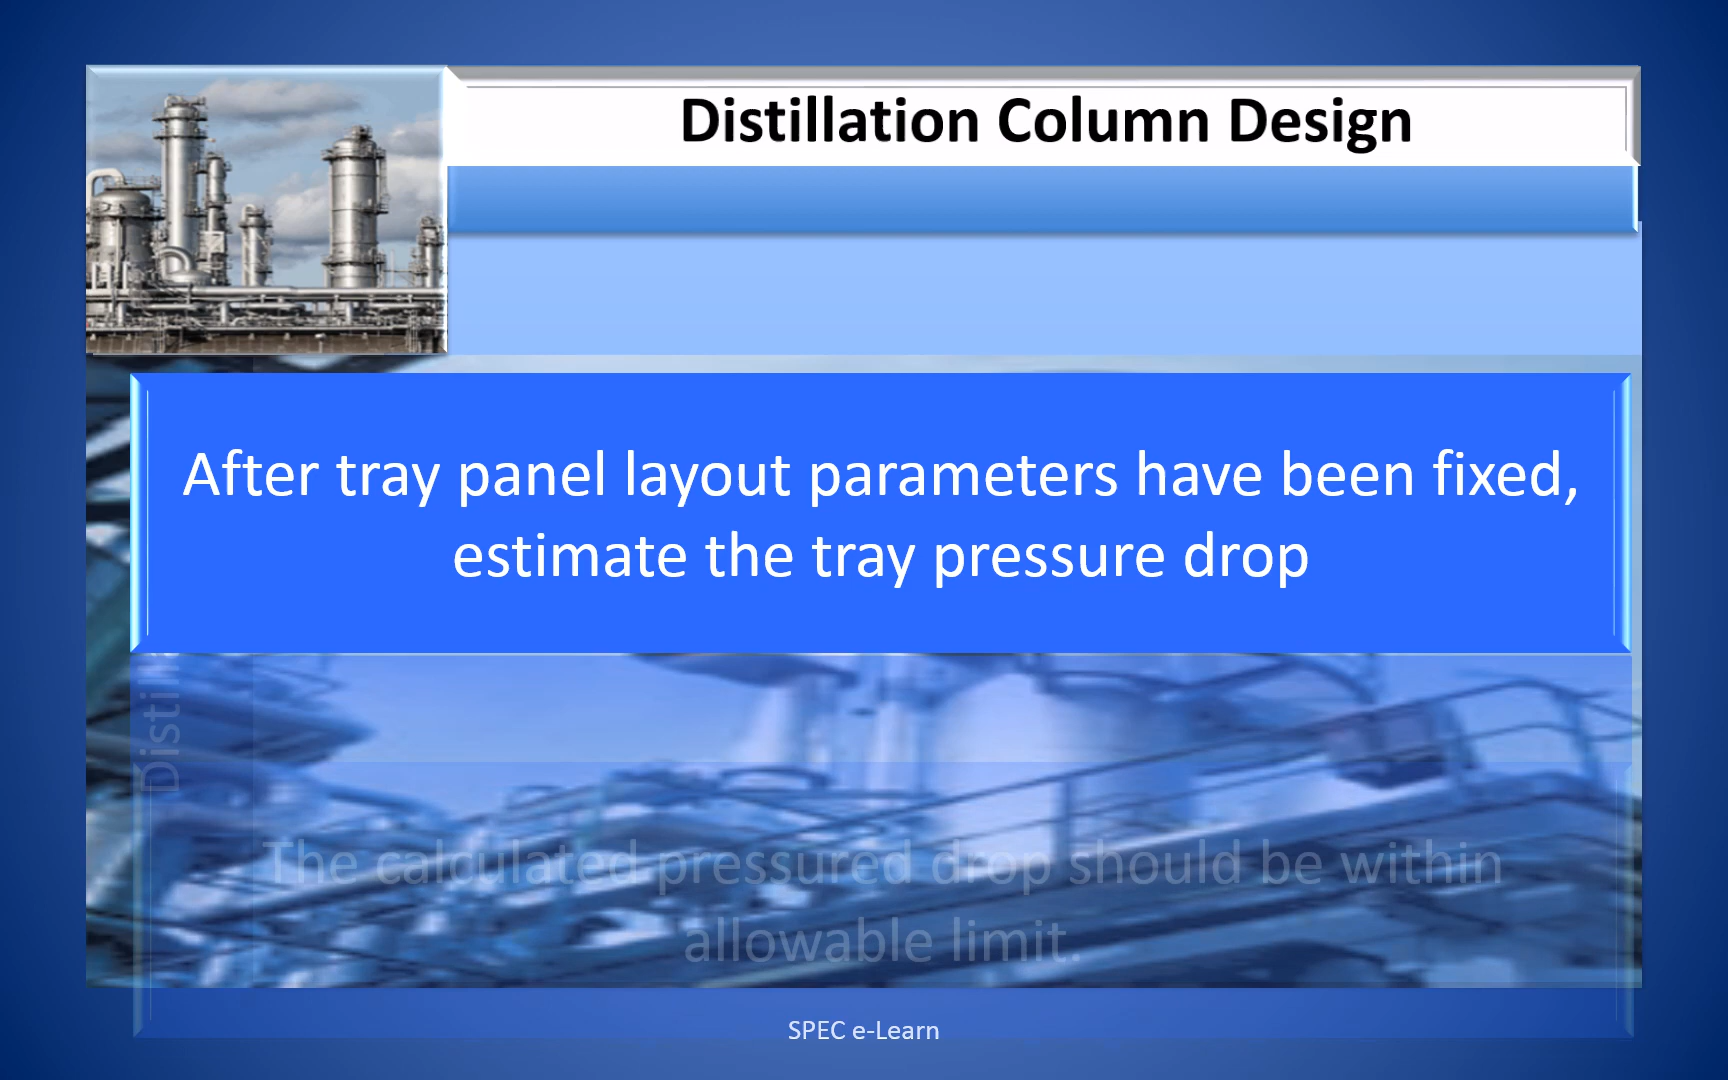 Distillation Column Design
After tray panel layout parameters have been fixed,
estimate the tray pressure drop
Distill
The calculated pressured drop should be within
allowable limit.
SPEC e-Learn